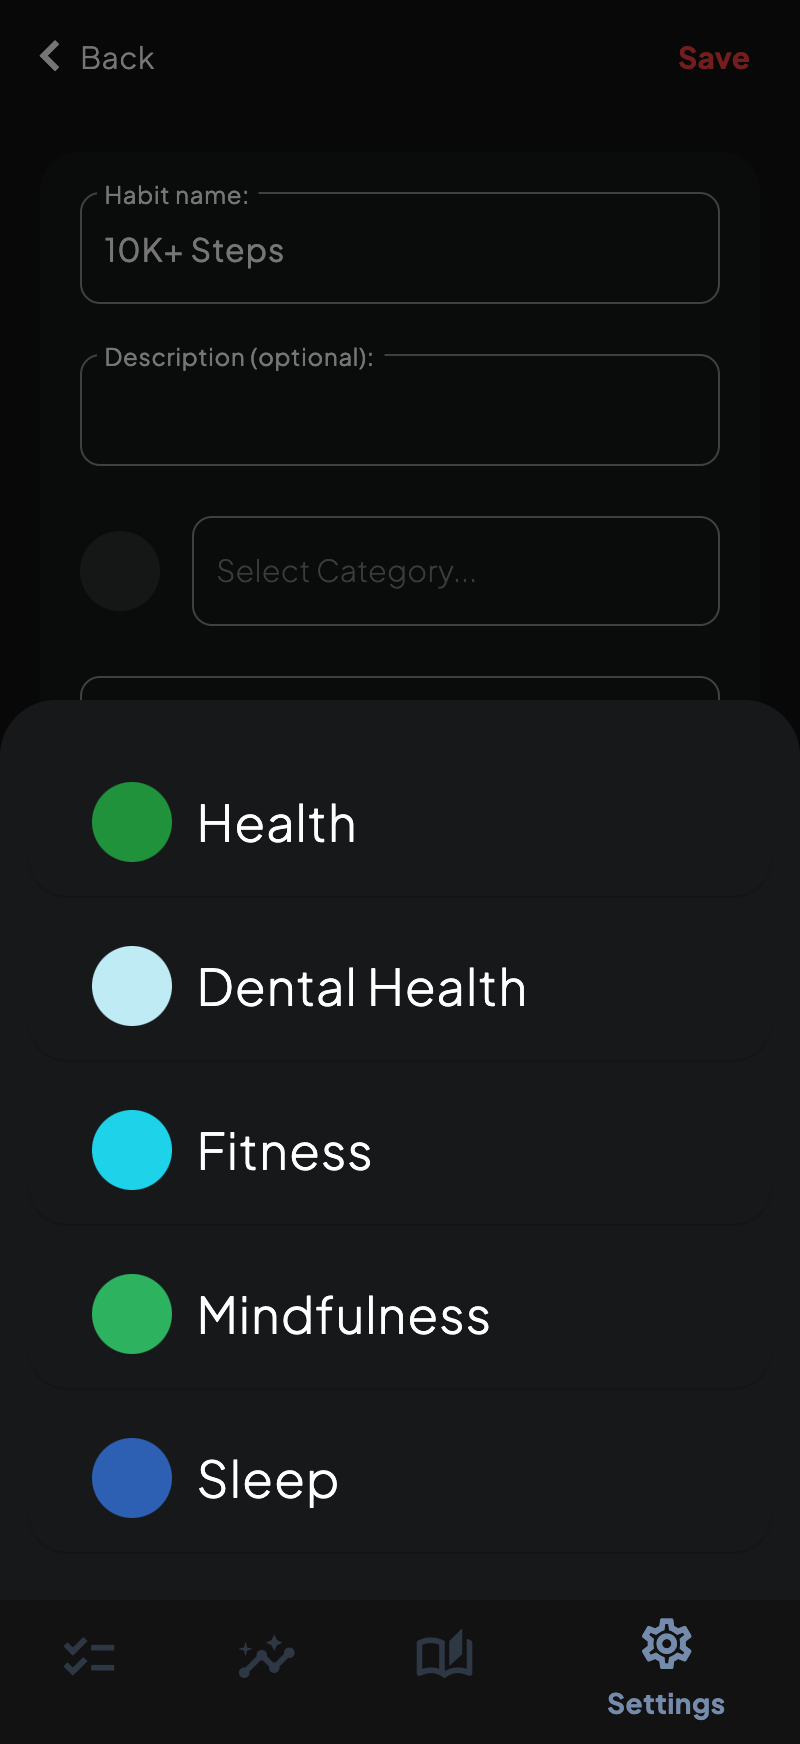 Back
Save
Habit name:
10K+ Steps
Description (optional):
Select Category...
Health
Dental Health
Fitness
Mindfulness
Sleep
Settings